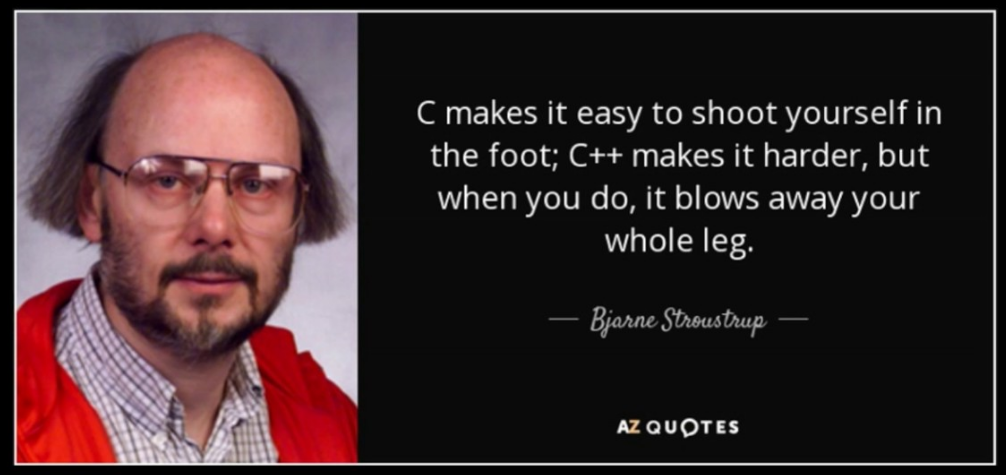 C makes it easy to shoot yourself in
the foot; C++ makes it harder, but
when you do, it blows away your
whole leg.
Bjarne Stroustrup
AZ QUOTES